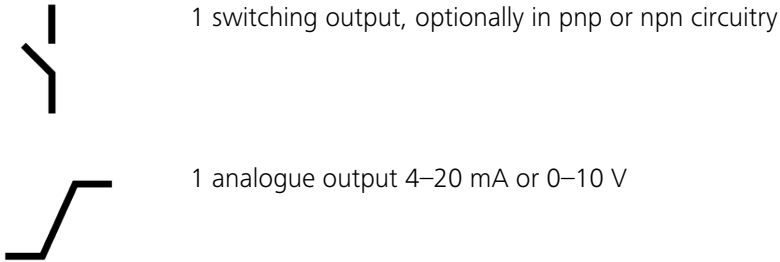 1 switching output, optionally in pnp or npn circuitry
1 analogue output 4–20 mA or 0–10 V